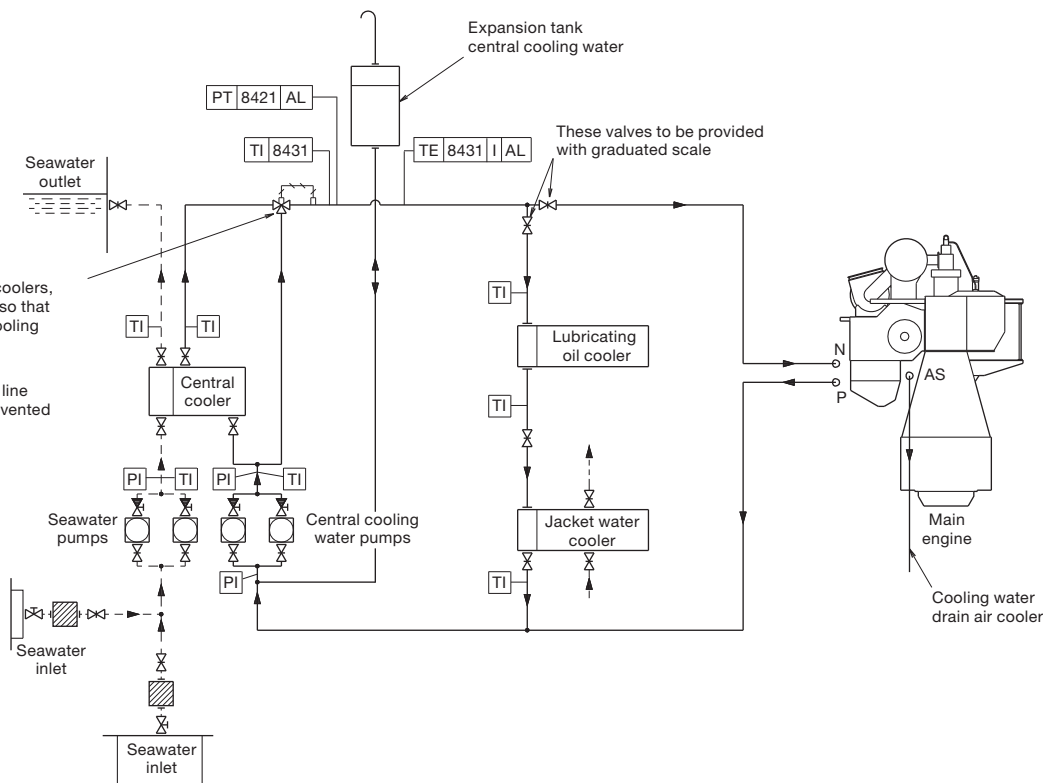 Expansion tank
central cooling water
PT 8421 AL
TI 8431
TE 8431 I AL
These valves to be provided
with graduated scale
Seawater
outlet
coolers,
so that
ooling
line
vented
TI
TI
TI
Lubricating
oil cooler
N
AS
P
Central
cooler
TI
PI
TI
PI
TI
Seawater
pumps
Central cooling
water pumps
Jacket water
cooler
Main
engine
PI
TI
Cooling water
drain air cooler
Seawater
inlet
Seawater
inlet